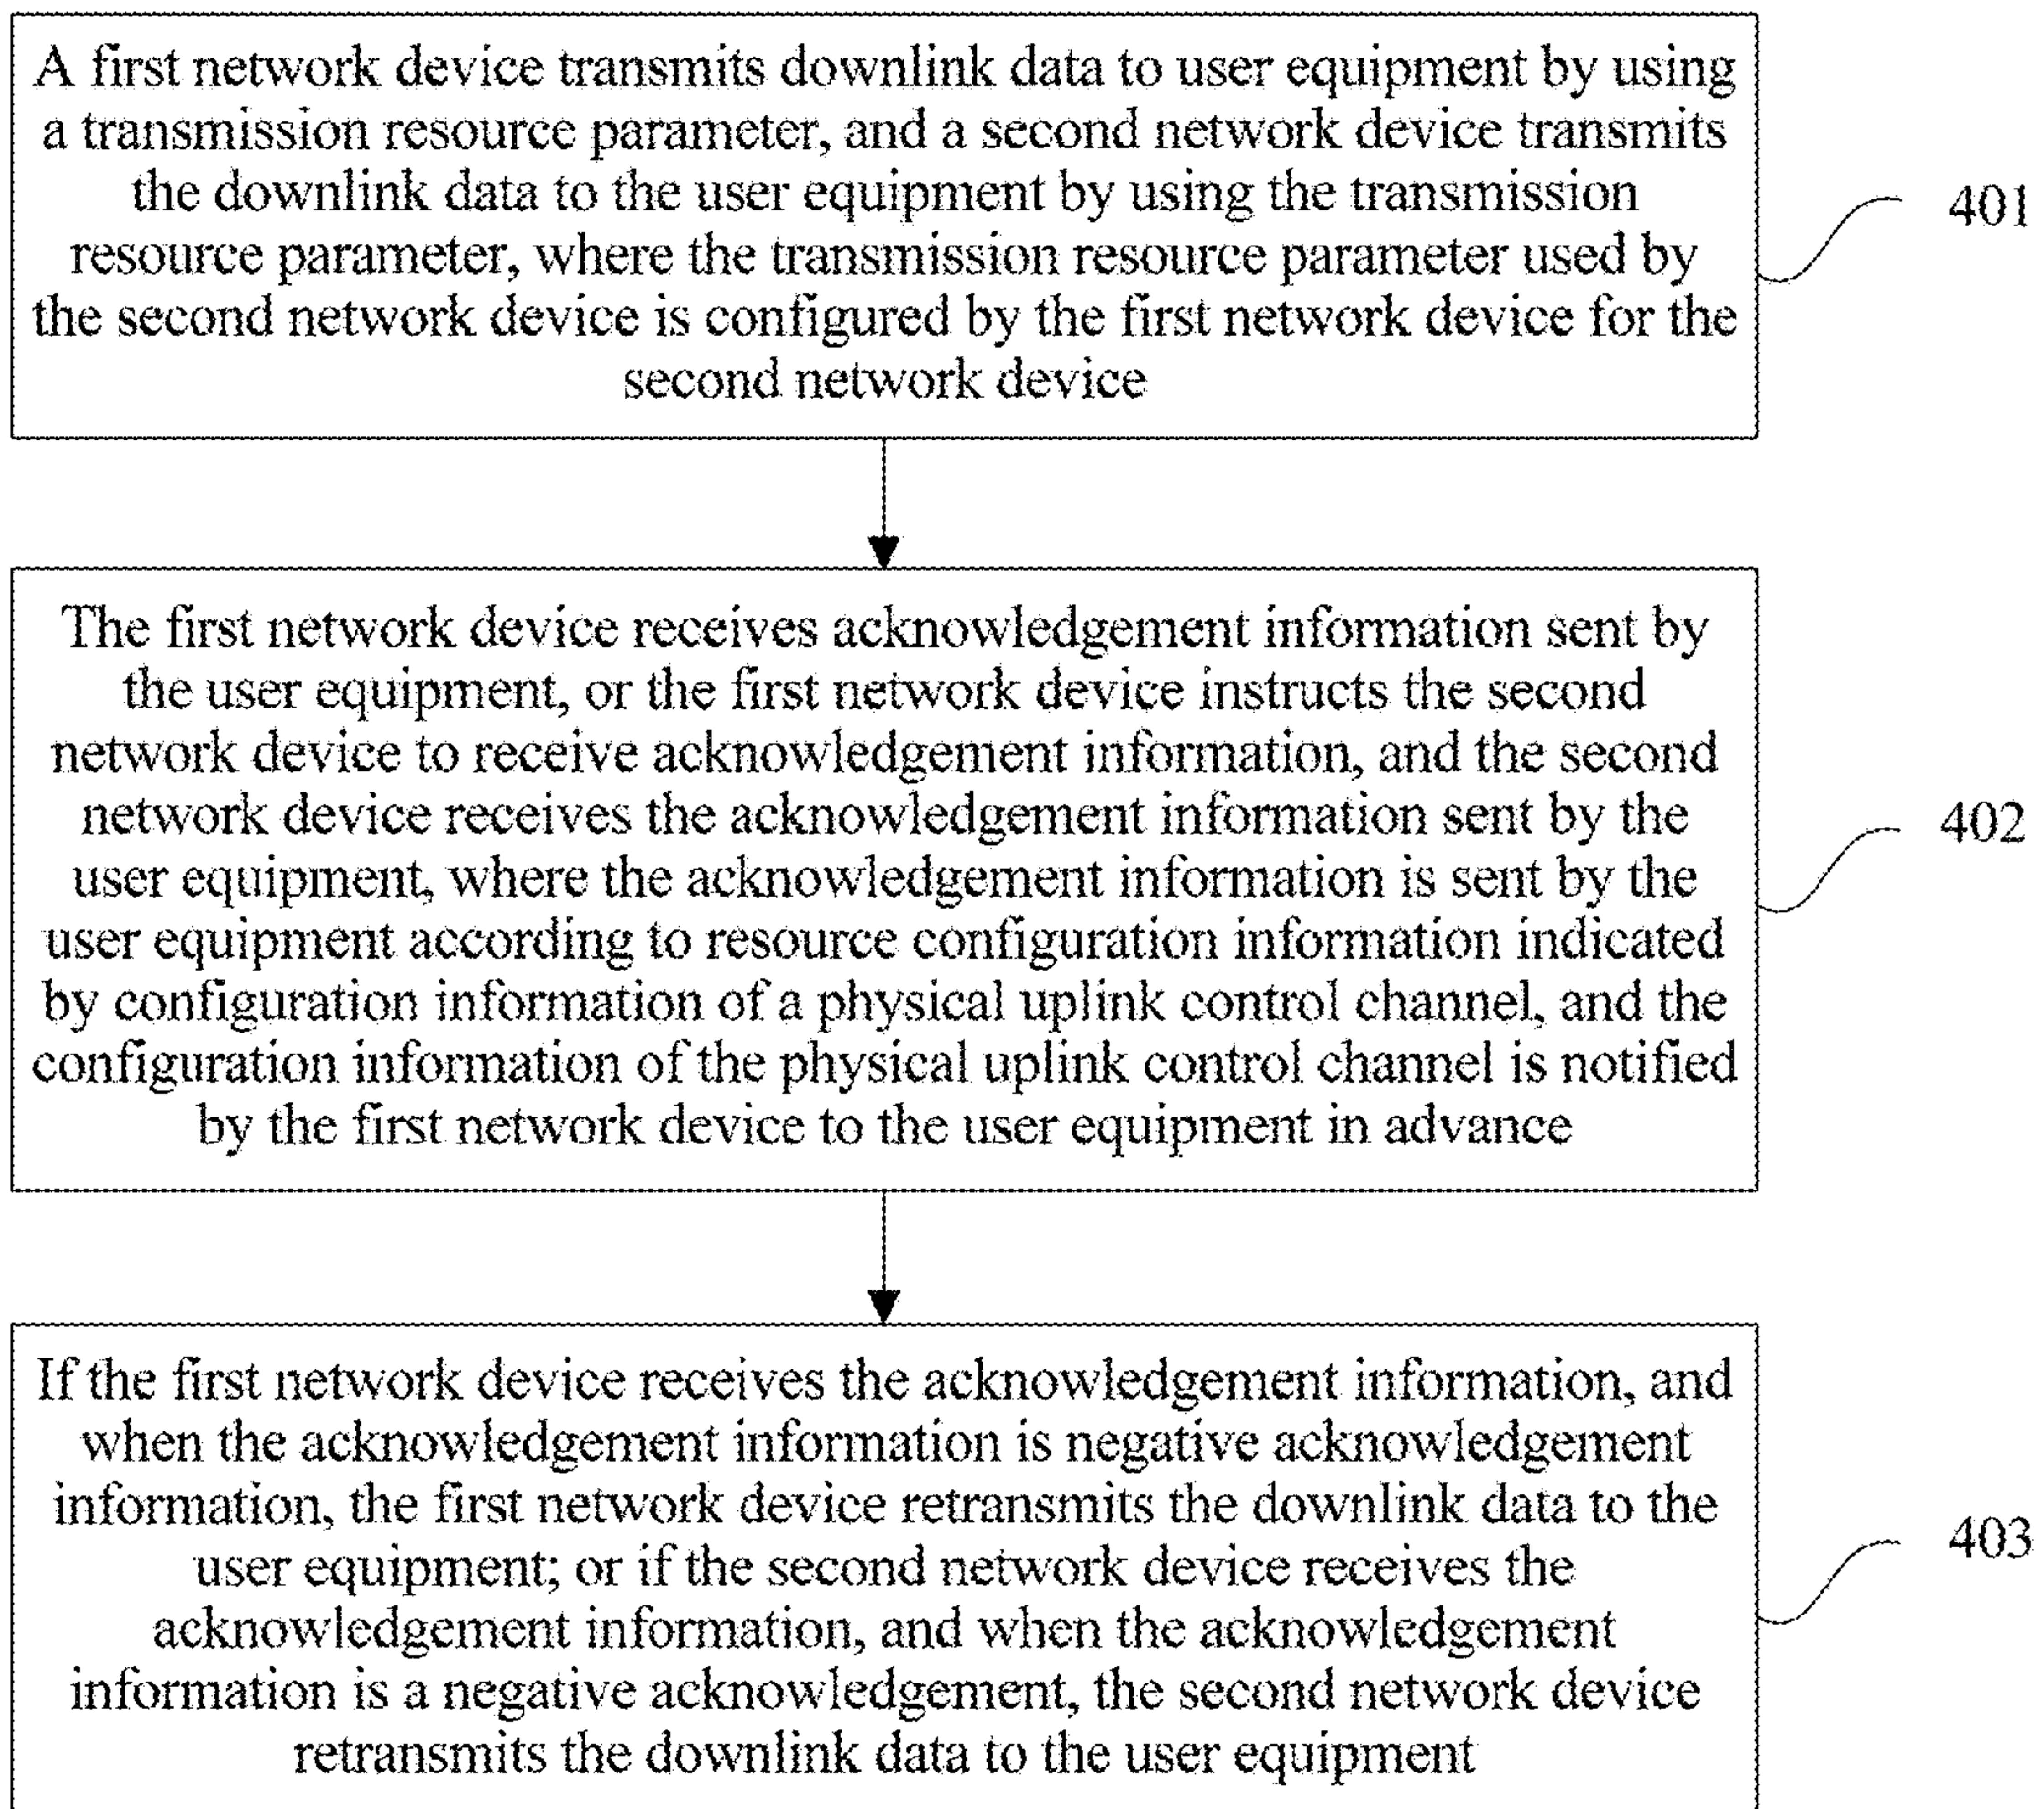 A first network device transmits downlink data to user equipment by using
a transmission resource parameter, and a second network device transmits
the downlink data to the user equipment by using the transmission
resource parameter, where the transmission resource parameter used by
the second network device is configured by the first network device for the
second network device
401
The first network device receives acknowledgement information sent by
the user equipment, or the first network device instructs the second
network device to receive acknowledgement information, and the second
network device receives the acknowledgement information sent by the
user equipment, where the acknowledgement information is sent by the
user equipment according to resource configuration information indicated
by configuration information of a physical uplink control channel, and the
configuration information of the physical uplink control channel is notified
by the first network device to the user equipment in advance
402
If the first network device receives the acknowledgement information, and
when the acknowledgement information is negative acknowledgement
information, the first network device retransmits the downlink data to the
user equipment; or if the second network device receives the
acknowledgement information, and when the acknowledgement
information is a negative acknowledgement, the second network device
retransmits the downlink data to the user equipment
403